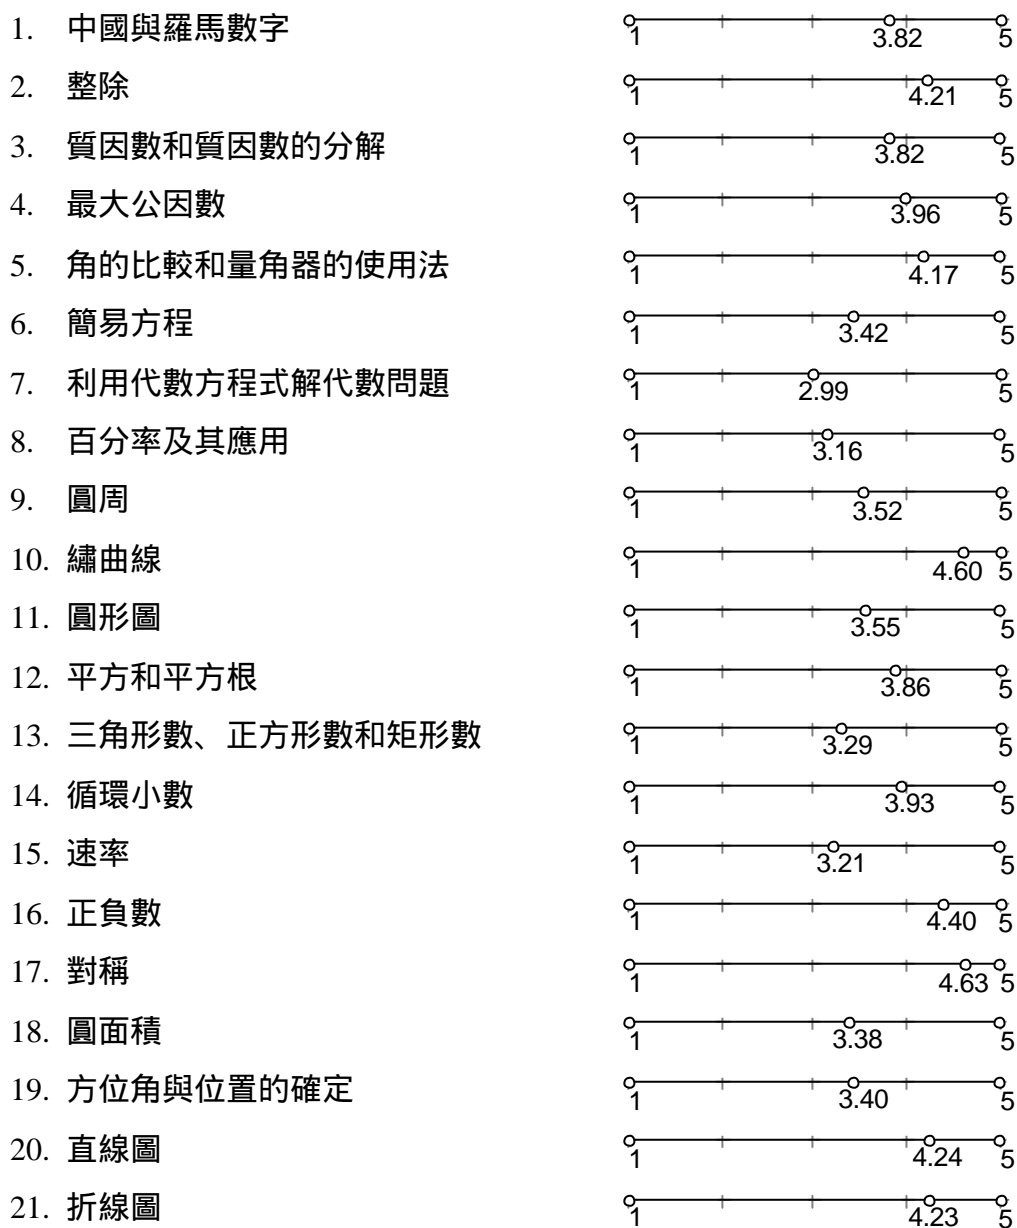 1. 中國與羅馬數字 1 3.82 5
2. 整除 1 4.21 5
3. 質因數和質因數的分解 1 3.82 5
4. 最大公因數 1 3.96 5
5. 角的比較和量角器的使用法 1 4.17 5
6. 簡易方程 1 3.42 5
7. 利用代數方程式解代數問題 1 2.99 5
8. 百分率及其應用 1 3.16 5
9. 圓周 1 3.52 5
10. 繡曲線 1 4.60 5
11. 圓形圖 1 3.55 5
12. 平方和平方根 1 3.86 5
13. 三角形數、正方形數和矩形數 1 3.29 5
14. 循環小數 1 3.93 5
15. 速率 1 3.21 5
16. 正負數 1 4.40 5
17. 對稱 1 4.63 5
18. 圓面積 1 3.38 5
19. 方位角與位置的確定 1 3.40 5
20. 直線圖 1 4.24 5
21. 折線圖 1 4.23 5